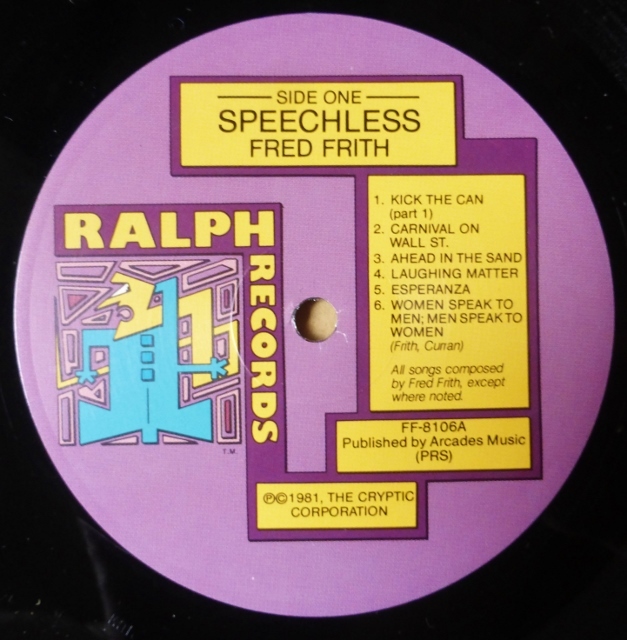 SIDE ONE
SPEECHLESS
FRED FRITH
RALPH
RECORDS
T.M.
1. KICK THE CAN
(part 1)
2. CARNIVAL ON
WALL ST.
3. AHEAD IN THE SAND
4. LAUGHING MATTER
5. ESPERANZA
6. WOMEN SPEAK TO
MEN; MEN SPEAK TO
WOMEN
(Frith, Curran)
All songs composed
by Fred Frith, except
where noted.
FF-8106A
Published by Arcades Music
(PRS)
℗©1981, THE CRYPTIC
CORPORATION